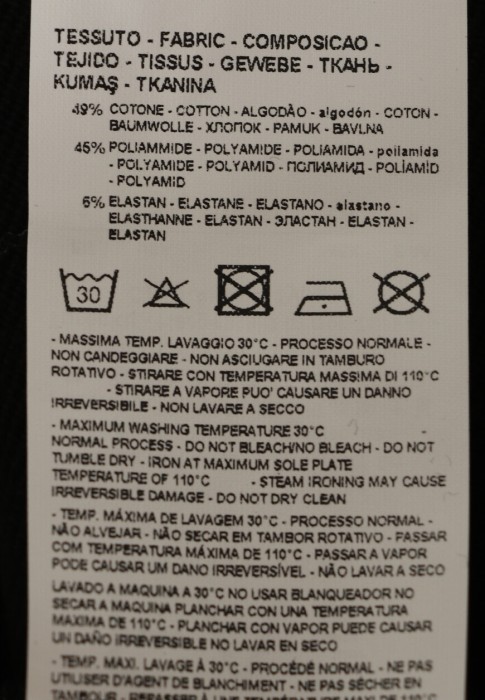 TESSUTO - FABRIC - COMPOSICAO -
TEJIDO - TISSUS - GEWEBE - ТКАНЬ -
KUMAŞ - TKANINA
49% COTONE - COTTON - ALGODÀO - algodón - COTON -
BAUMWOLLE - ХЛОПОК - PAMUK - BAVLNA
45% POLIAMMIDE - POLYAMIDE - POLIAMIDA - poliamida
- POLYAMIDE - POLYAMID - ПОЛИАМИД - POLİAMİD
- POLYAMID
6% ELASTAN - ELASTANE - ELASTANO - elastano -
ELASTHANNE - ELASTAN - ЭЛАСТАН - ELASTAN -
ELASTAN
30
- MASSIMA TEMP. LAVAGGIO 30°C - PROCESSO NORMALE -
NON CANDEGGIARE - NON ASCIUGARE IN TAMBURO
ROTATIVO - STIRARE CON TEMPERATURA MASSIMA DI 110°C
- STIRARE A VAPORE PUO' CAUSARE UN DANNO
IRREVERSIBILE - NON LAVARE A SECCO
- MAXIMUM WASHING TEMPERATURE 30°C
NORMAL PROCESS - DO NOT BLEACH/NO BLEACH - DO NOT
TUMBLE DRY - IRON AT MAXIMUM SOLE PLATE
TEMPERATURE OF 110°C - STEAM IRONING MAY CAUSE
IRREVERSIBLE DAMAGE - DO NOT DRY CLEAN
- TEMP. MÁXIMA DE LAVAGEM 30°C - PROCESSO NORMAL -
NÃO ALVEJAR - NÃO SECAR EM TAMBOR ROTATIVO - PASSAR
COM TEMPERATURA MÁXIMA DE 110°C - PASSAR A VAPOR
PODE CAUSAR UM DANO IRREVERSÍVEL - NÃO LAVAR A SECO
LAVADO A MAQUINA A 30°C NO USAR BLANQUEADOR NO
SECAR A MAQUINA PLANCHAR CON UNA TEMPERATURA
MAXIMA DE 110°C - PLANCHAR CON VAPOR PUEDE CAUSAR
UN DAÑO IRREVERSIBLE NO LAVAR EN SECO
- TEMP. MAXI. LAVAGE À 30°C - PROCÉDÉ NORMAL - NE PAS
UTILISER D'AGENT DE BLANCHIMENT - NE PAS SÉCHER EN
TAMBOUR - REPASSER À UNE TEMPÉRATURE MAXI DE 110°